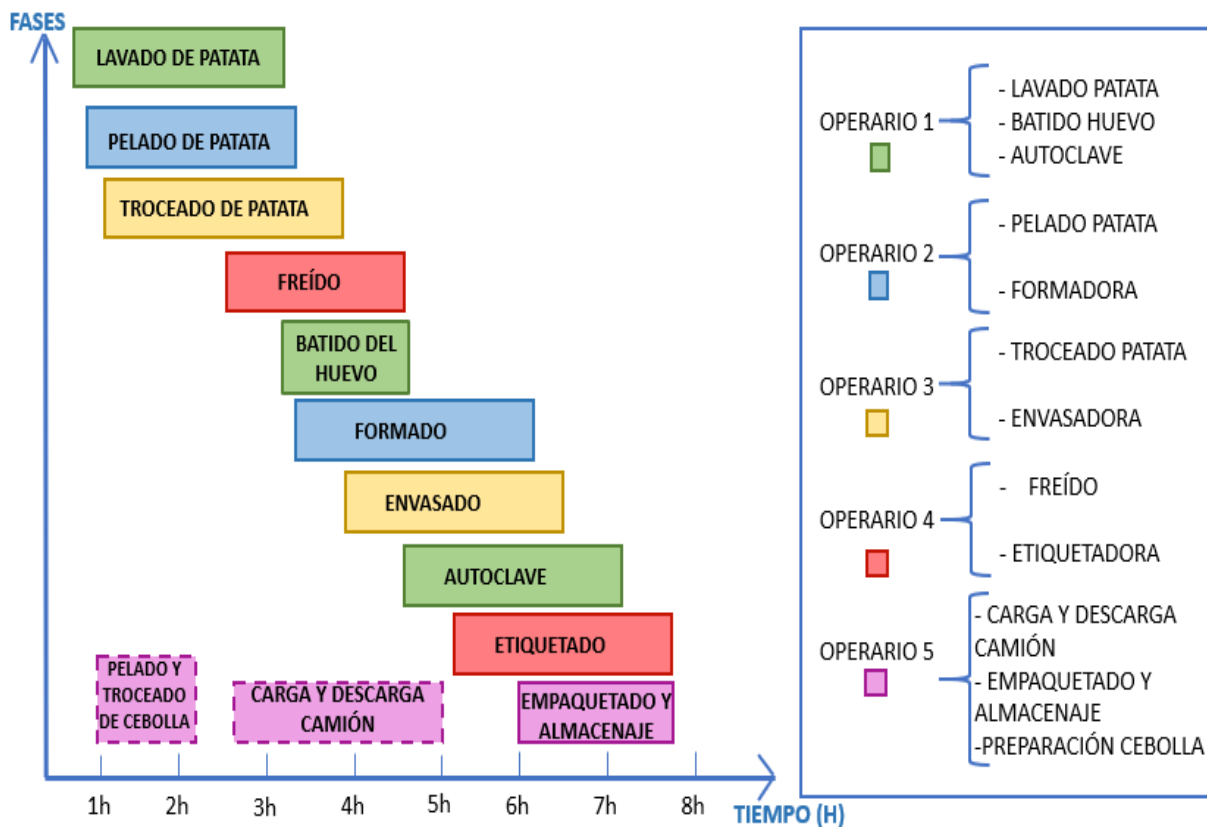 FASES
LAVADO DE PATATA
PELADO DE PATATA
TROCEADO DE PATATA
FREÍDO
BATIDO DEL
HUEVO
FORMADO
ENVASADO
AUTOCLAVE
ETIQUETADO
PELADO Y
TROCEADO
DE CEBOLLA
CARGA Y DESCARGA
CAMIÓN
EMPAQUETADO Y
ALMACENAJE
1h
2h
3h
4h
5h
6h
7h
8h
TIEMPO (H)
OPERARIO 1
- LAVADO PATATA
- BATIDO HUEVO
- AUTOCLAVE
OPERARIO 2
- PELADO PATATA
- FORMADORA
OPERARIO 3
- TROCEADO PATATA
- ENVASADORA
OPERARIO 4
- FREÍDO
- ETIQUETADORA
OPERARIO 5
- CARGA Y DESCARGA
CAMIÓN
- EMPAQUETADO Y
ALMACENAJE
-PREPARACIÓN CEBOLLA